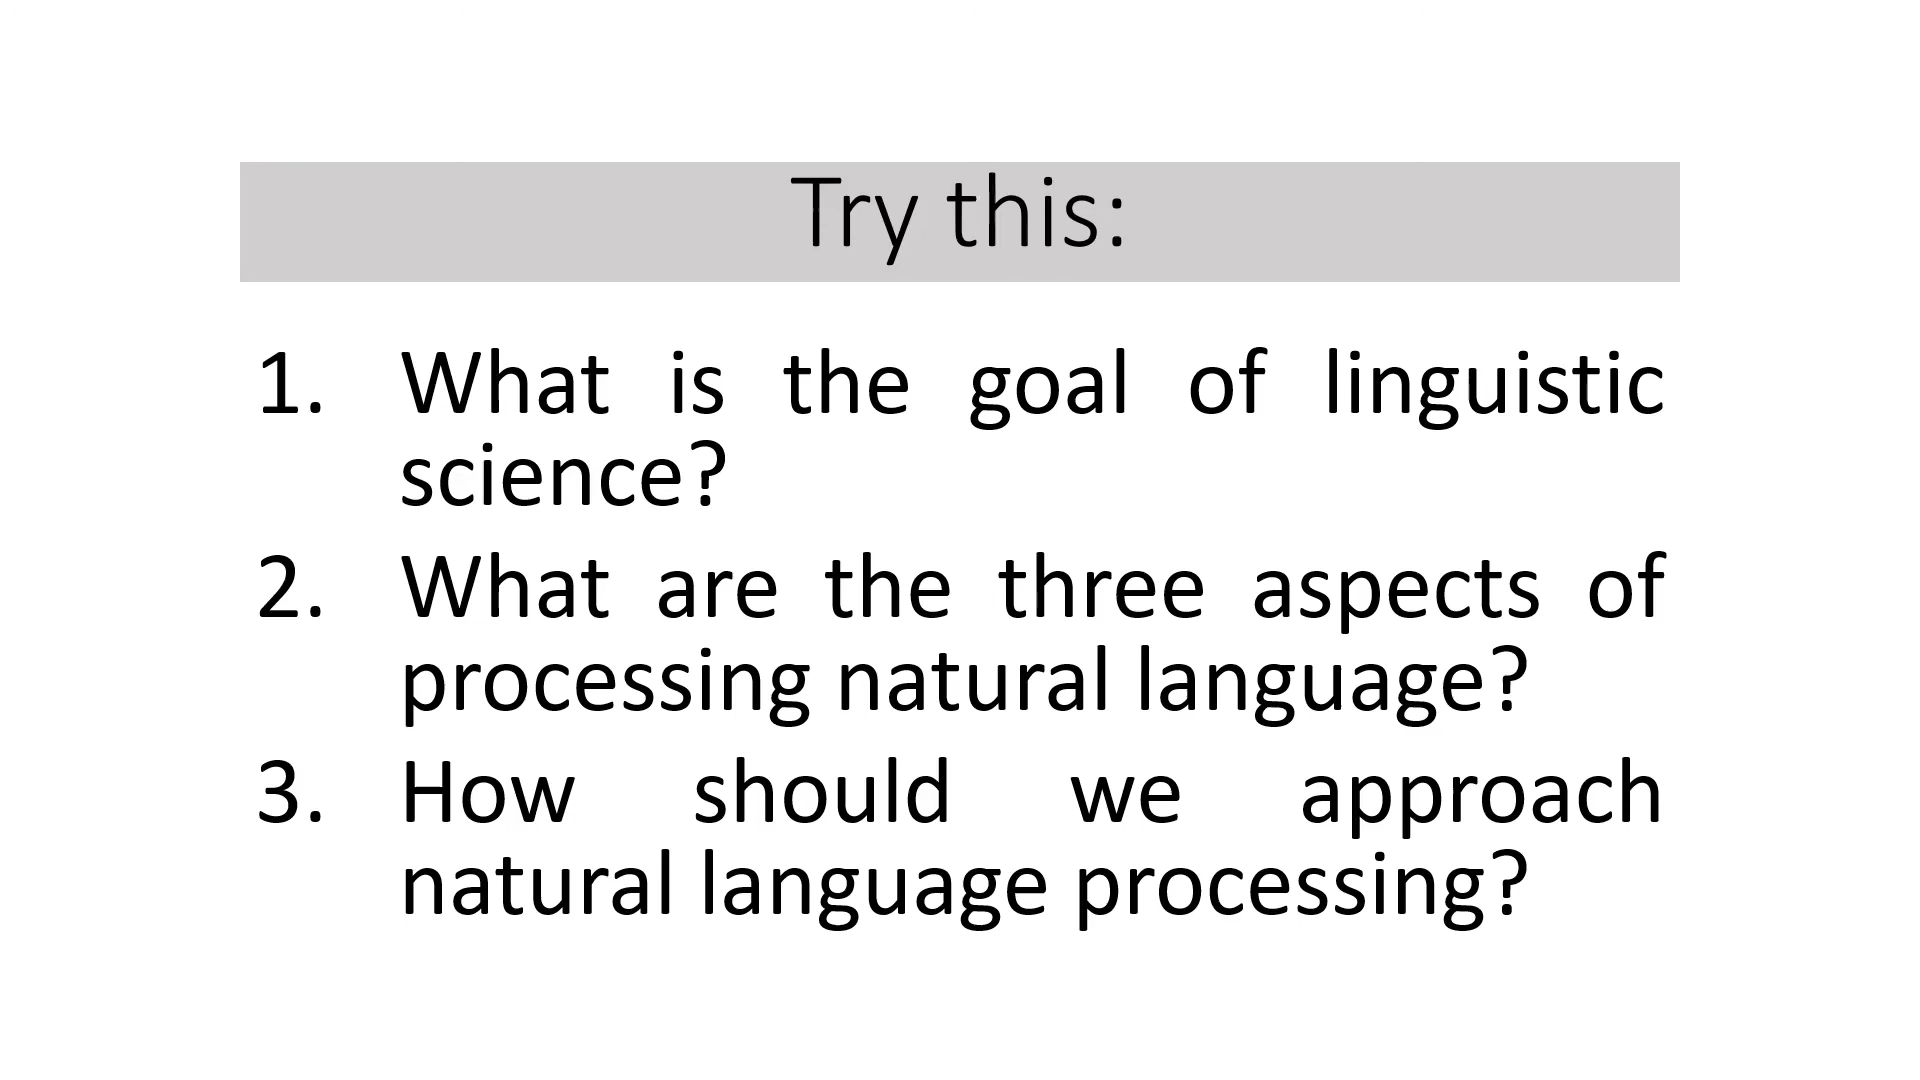 Try this:
1. What is the goal of linguistic
science?
2. What are the three aspects of
processing natural language?
3. How should we approach
natural language processing?